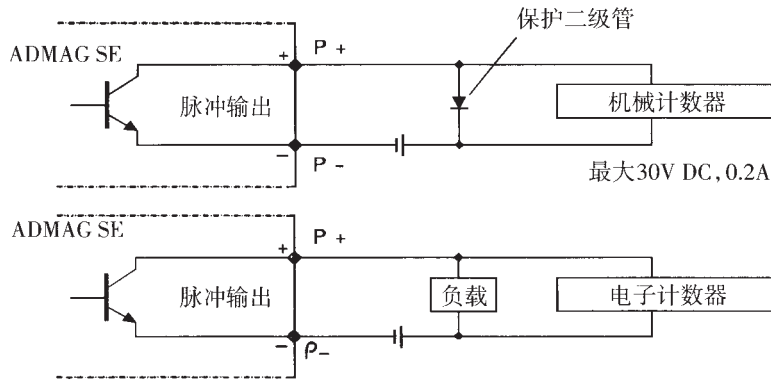 保护二级管
P +
ADMAG SE
+
脉冲输出
机械计数器
−
P −
最大30V DC,0.2A
ADMAG SE
P +
+
脉冲输出
负载
电子计数器
−
P−